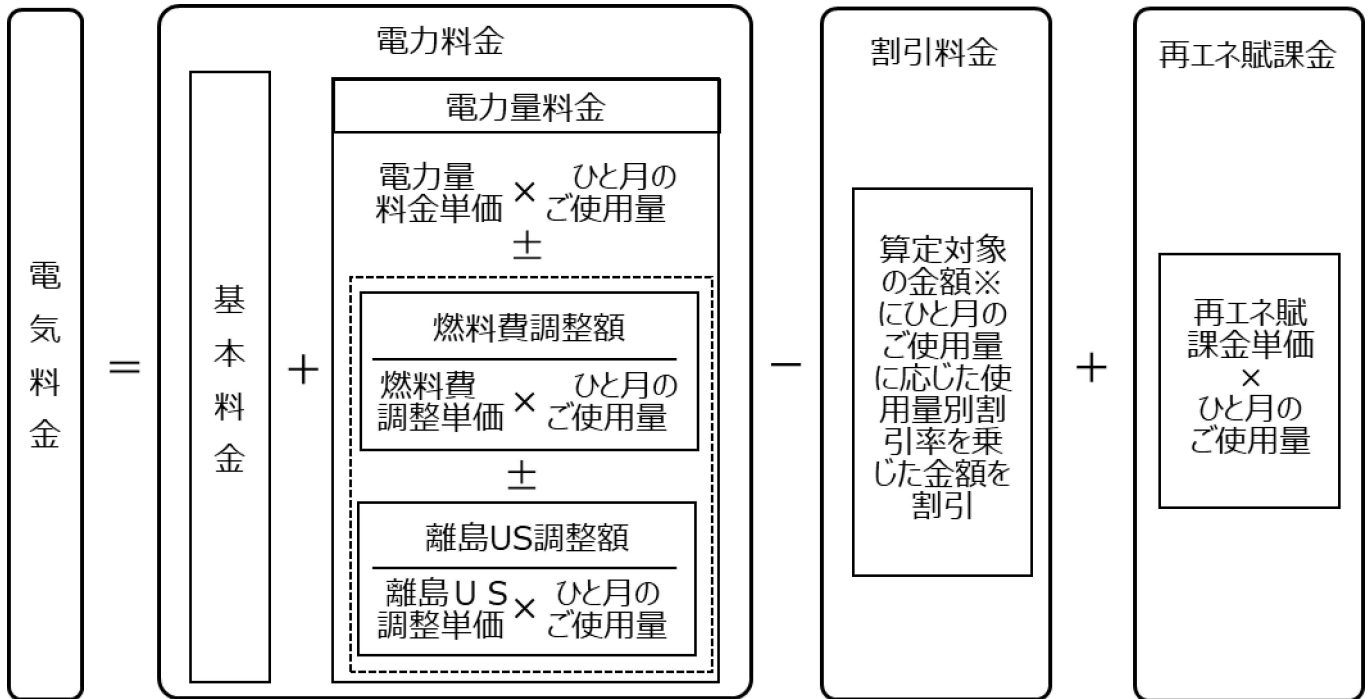 電気料金
＝
電力料金
基本料金
＋
電力量料金
電力量
料金単価
×
ひと月の
ご使用量
±
燃料費調整額
燃料費
調整単価
×
ひと月の
ご使用量
±
離島US調整額
離島ＵＳ
調整単価
×
ひと月の
ご使用量
－
割引料金
算定対象
の金額※
にひと月の
ご使用量
に応じた使
用量別割
引率を乗
じた金額を
割引
＋
再エネ賦課金
再エネ賦
課金単価
×
ひと月の
ご使用量